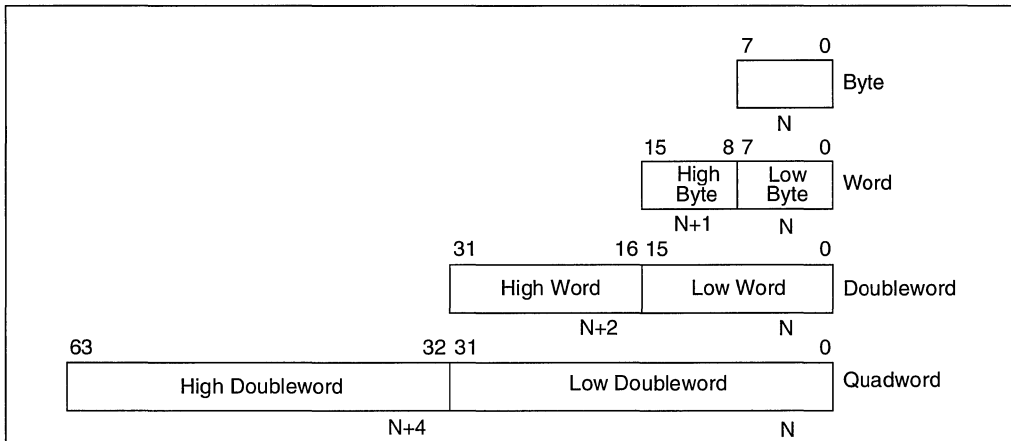 7 0
Byte
N
15 8 7 0
High Byte Low Byte Word
N+1 N
31 16 15 0
High Word Low Word Doubleword
N+2 N
63 32 31 0
High Doubleword Low Doubleword Quadword
N+4 N